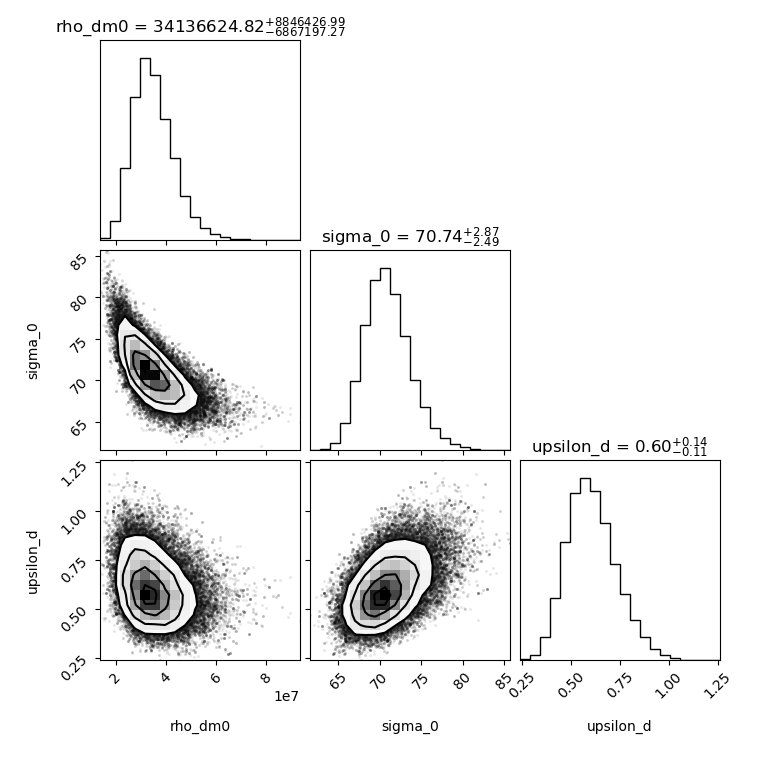 rho_dm0 = 34136624.82+8846426.99
−6867197.27
sigma_0 = 70.74+2.87
−2.49
85
80
75
70
65
sigma_0
upsilon_d = 0.60+0.14
−0.11
1.25
1.00
0.75
0.50
0.25
upsilon_d
2 4 6 8
1e7
rho_dm0
65 70 75 80 85
sigma_0
0.25 0.50 0.75 1.00 1.25
upsilon_d